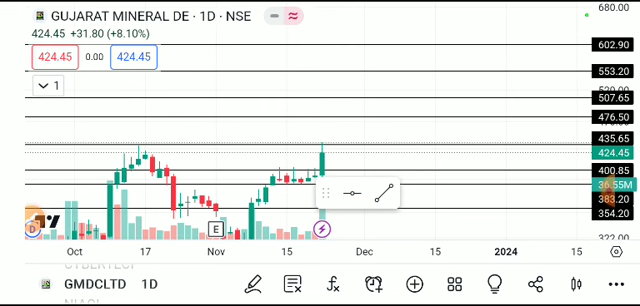 680.00
GUJARAT MINERAL DE · 1D · NSE
424.45 +31.80 (+8.10%)
424.45 0.00 424.45
1
602.90
553.20
507.65
476.50
435.65
424.45
400.85
36.55M
383.20
354.20
322.00
D
E
Oct 17 Nov 15 Dec 15 2024 15
GMDCLTD 1D